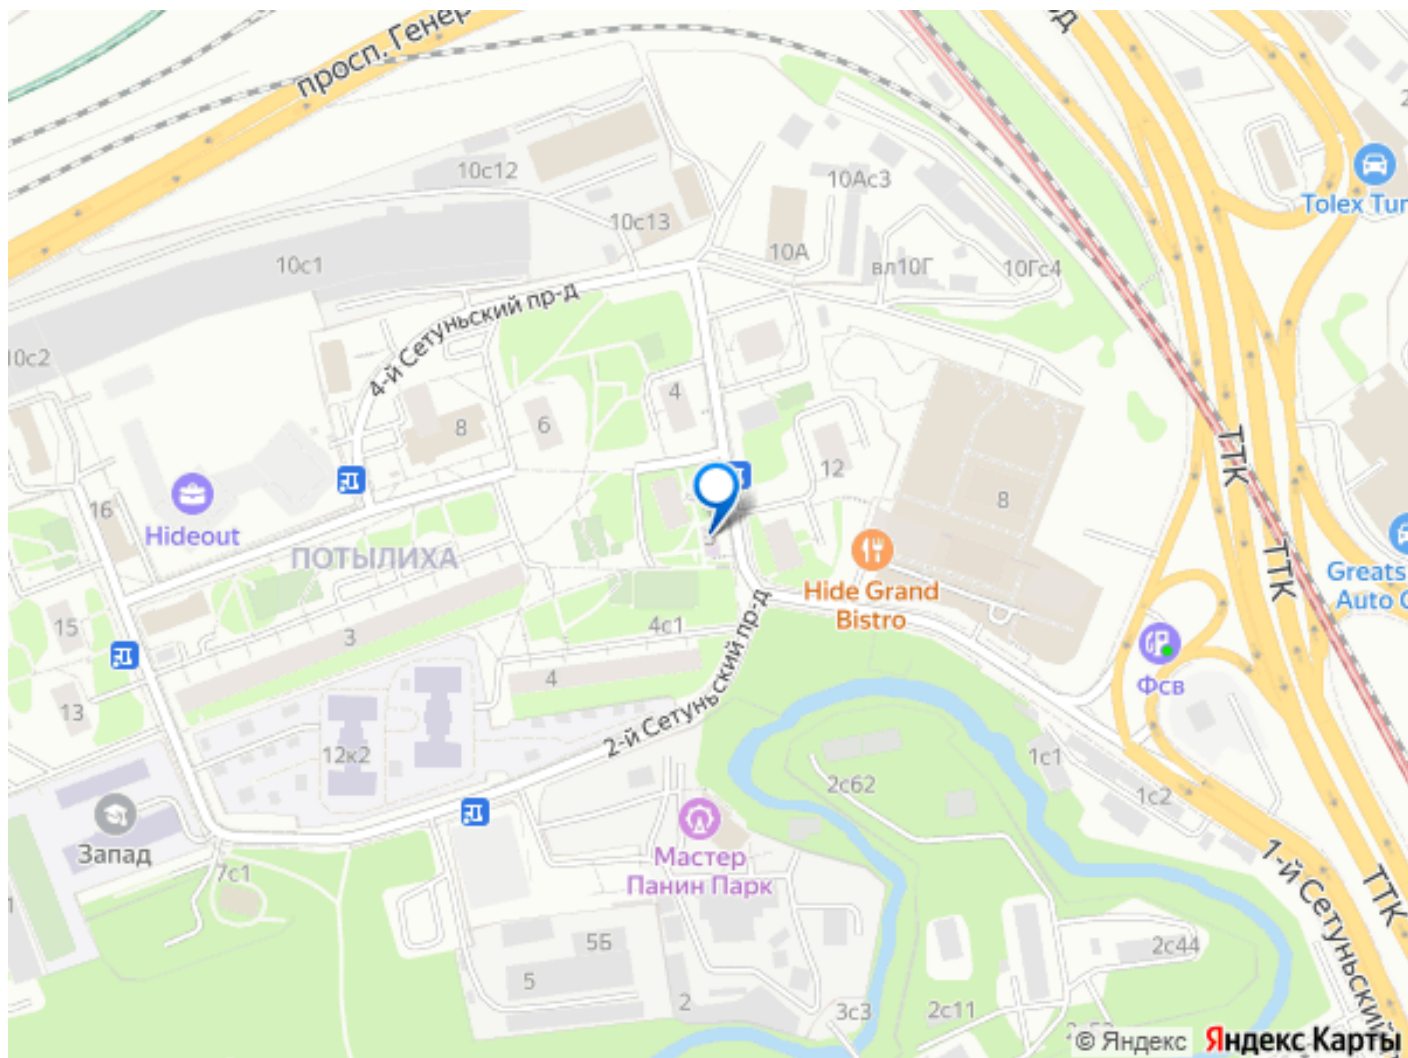 просп. Генер
10с12
10с13
10Ас3
10А
вл10Г
10Гс4
10с1
10с2
4-й Сетуньский пр-д
Tolex Tur
4
6
8
12
8
16
Hideout
ПОТЫЛИХА
Hide Grand
Bistro
ТТК
ТТК
Greats
Auto C
15
3
4с1
13
4
2-й Сетуньский пр-д
Фсв
12к2
1с1
2с62
1с2
Запад
7с1
Мастер
Панин Парк
1-й Сетуньский
ТТК
5Б
5
2
3с3
2с11
2с44
© Яндекс
Яндекс Карты